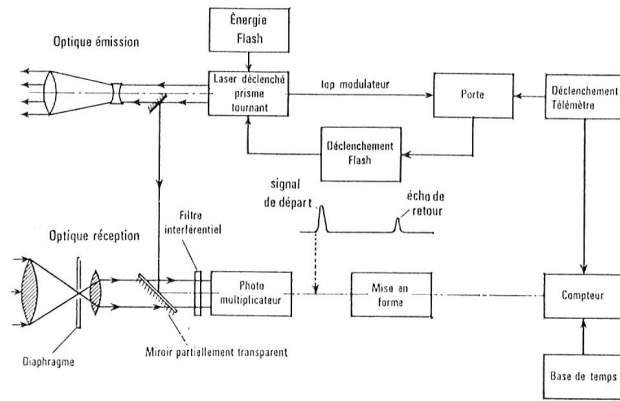 Énergie
Flash
Optique émission
Laser déclenché
prisme
tournant
top modulateur
Porte
Déclenchement
Télémètre
Déclenchement
Flash
signal
de départ
écho de
retour
Filtre
interférentiel
Optique réception
Photo
multiplicateur
Mise en
forme
Compteur
Miroir partiellement transparent
Diaphragme
Base de temps